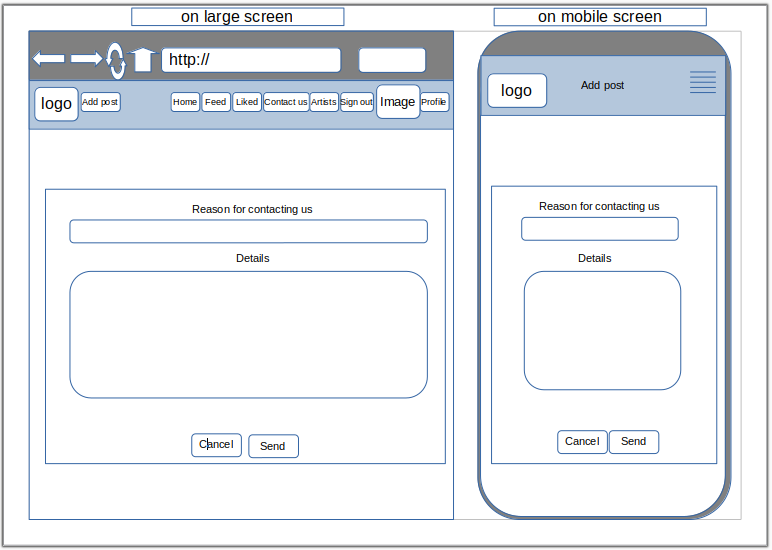 on large screen
on mobile screen
http://
logo
Add post
Home
Feed
Liked
Contact us
Artists
Sign out
Image
Profile
Reason for contacting us
Details
Cancel
Send
logo
Add post
Reason for contacting us
Details
Cancel
Send